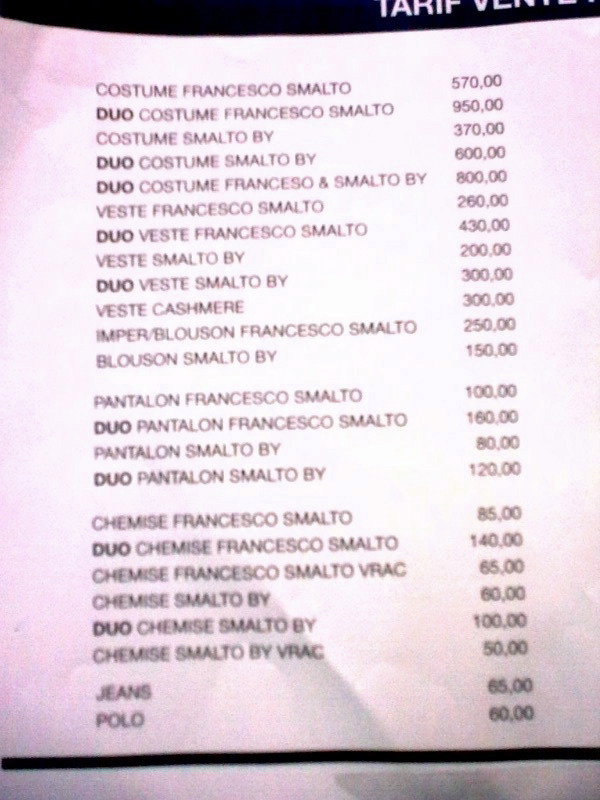 TARIF VENTE
COSTUME FRANCESCO SMALTO 570,00
DUO COSTUME FRANCESCO SMALTO 950,00
COSTUME SMALTO BY 370,00
DUO COSTUME SMALTO BY 600,00
DUO COSTUME FRANCESO & SMALTO BY 800,00
VESTE FRANCESCO SMALTO 260,00
DUO VESTE FRANCESCO SMALTO 430,00
VESTE SMALTO BY 200,00
DUO VESTE SMALTO BY 300,00
VESTE CASHMERE 300,00
IMPER/BLOUSON FRANCESCO SMALTO 250,00
BLOUSON SMALTO BY 150,00
PANTALON FRANCESCO SMALTO 100,00
DUO PANTALON FRANCESCO SMALTO 160,00
PANTALON SMALTO BY 80,00
DUO PANTALON SMALTO BY 120,00
CHEMISE FRANCESCO SMALTO 85,00
DUO CHEMISE FRANCESCO SMALTO 140,00
CHEMISE FRANCESCO SMALTO VRAC 65,00
CHEMISE SMALTO BY 60,00
DUO CHEMISE SMALTO BY 100,00
CHEMISE SMALTO BY VRAC 50,00
JEANS 65,00
POLO 60,00